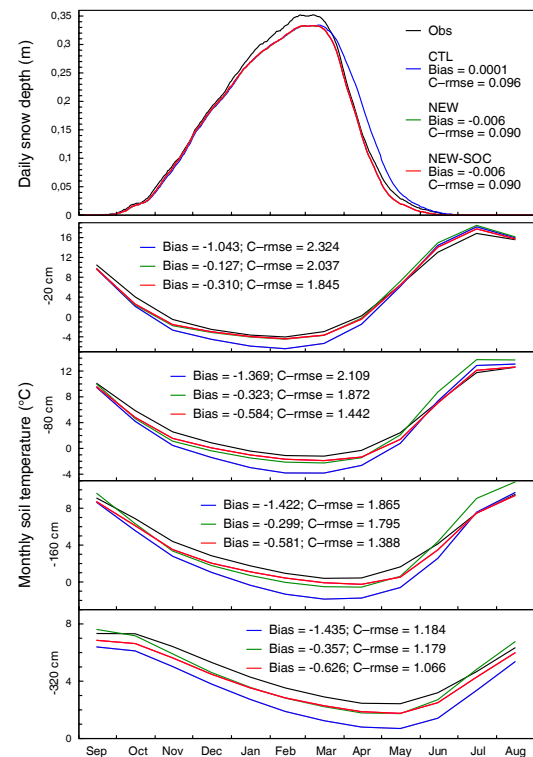 Daily snow depth (m)
0,35
0,3
0,25
0,2
0,15
0,1
0,05
0
Obs
CTL
Bias = 0.0001
C–rmse = 0.096
NEW
Bias = -0.006
C–rmse = 0.090
NEW-SOC
Bias = -0.006
C–rmse = 0.090
Monthly soil temperature (°C)
-20 cm
16
12
8
4
0
-4
Bias = -1.043; C–rmse = 2.324
Bias = -0.127; C–rmse = 2.037
Bias = -0.310; C–rmse = 1.845
-80 cm
12
8
4
0
-4
Bias = -1.369; C–rmse = 2.109
Bias = -0.323; C–rmse = 1.872
Bias = -0.584; C–rmse = 1.442
-160 cm
8
4
0
Bias = -1.422; C–rmse = 1.865
Bias = -0.299; C–rmse = 1.795
Bias = -0.581; C–rmse = 1.388
-320 cm
8
4
0
Bias = -1.435; C–rmse = 1.184
Bias = -0.357; C–rmse = 1.179
Bias = -0.626; C–rmse = 1.066
Sep Oct Nov Dec Jan Feb Mar Apr May Jun Jul Aug